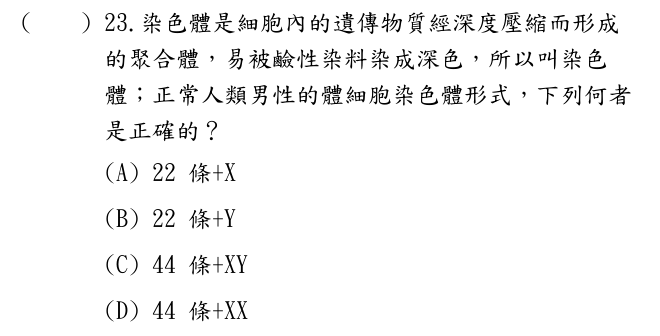 （　　）23.染色體是細胞內的遺傳物質經深度壓縮而形成
的聚合體，易被鹼性染料染成深色，所以叫染色
體；正常人類男性的體細胞染色體形式，下列何者
是正確的？
(A) 22 條+X
(B) 22 條+Y
(C) 44 條+XY
(D) 44 條+XX